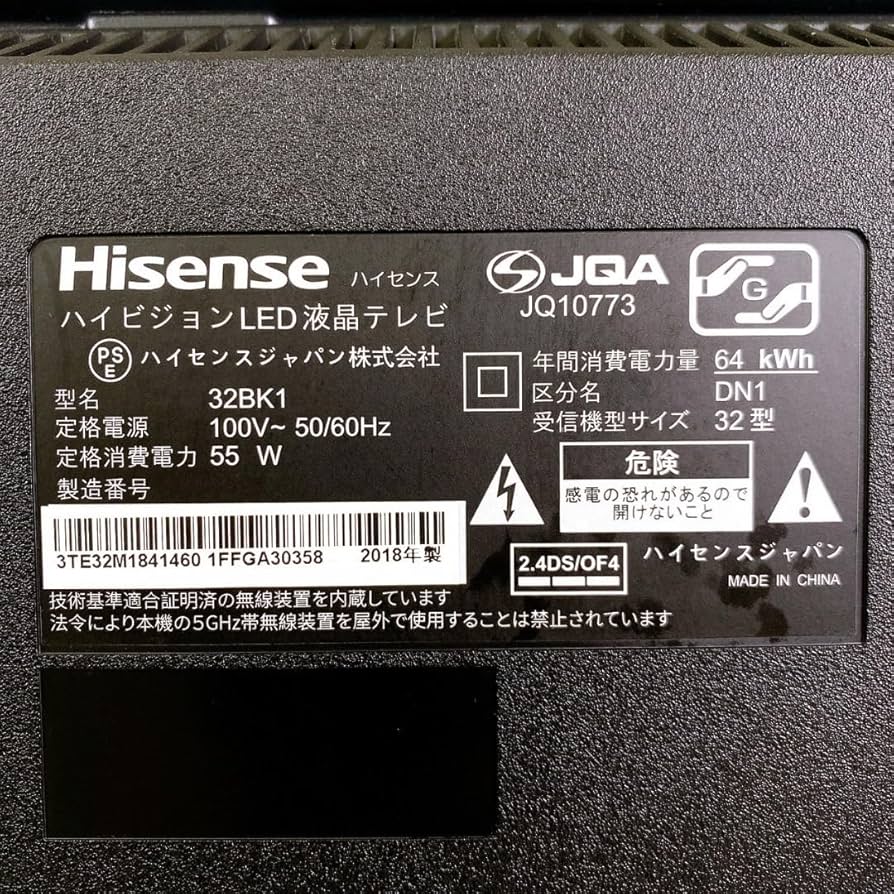 Hisense ハイセンス
JQA
JQ10773
G
ハイビジョンLED液晶テレビ
PSE ハイセンスジャパン株式会社
型名 32BK1
定格電源 100V~ 50/60Hz
定格消費電力 55 W
製造番号
年間消費電力量 64 kWh
区分名 DN1
受信機型サイズ 32型
危険
感電の恐れがあるので
開けないこと
3TE32M1841460 1FFGA30358 2018年製
2.4DS/OF4
ハイセンスジャパン
MADE IN CHINA
技術基準適合証明済の無線装置を内蔵しています
法令により本機の5GHz帯無線装置を屋外で使用することは禁止されています